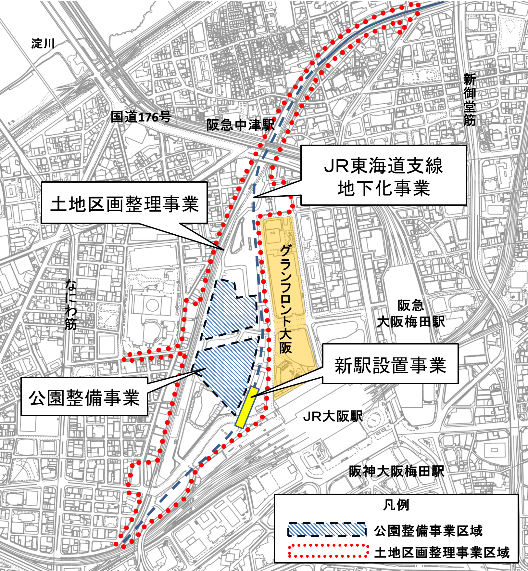 淀川
国道176号
阪急中津駅
新御堂筋
JR東海道支線
地下化事業
土地区画整理事業
グランフロント大阪
なにわ筋
阪急
大阪梅田駅
新駅設置事業
公園整備事業
JR大阪駅
阪神大阪梅田駅
凡例
公園整備事業区域
土地区画整理事業区域